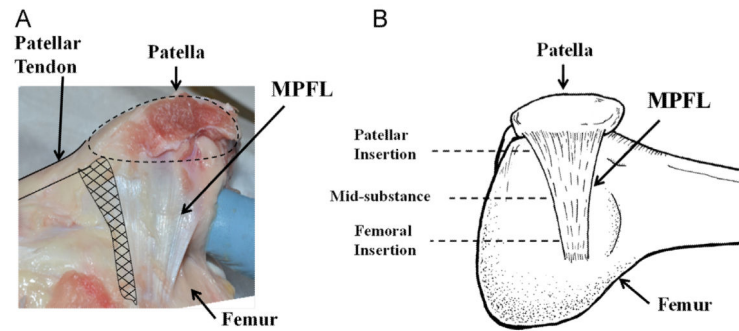 A
Patellar
Tendon
Patella
MPFL
Femur
B
Patella
MPFL
Patellar
Insertion
Mid-substance
Femoral
Insertion
Femur